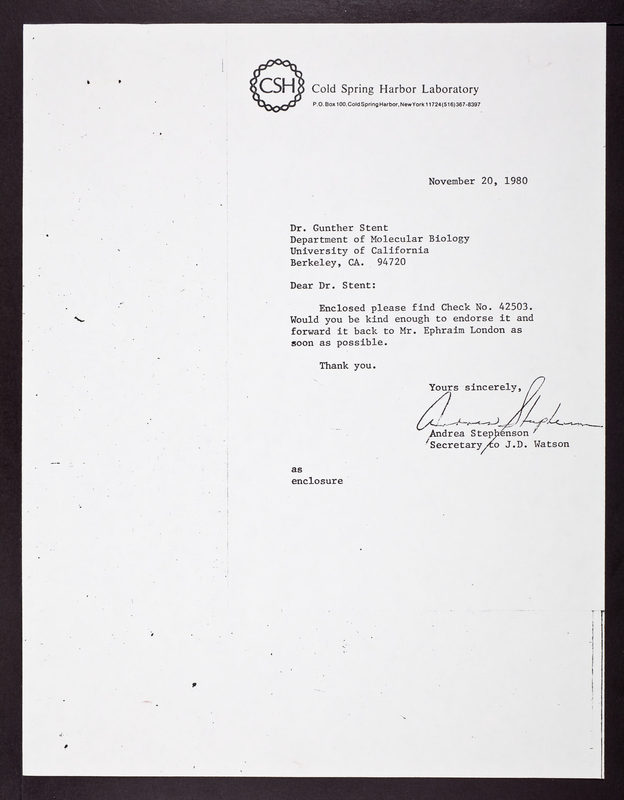 CSH
Cold Spring Harbor Laboratory
P.O. Box 100, Cold Spring Harbor, New York 11724 (516) 367-8397
November 20, 1980
Dr. Gunther Stent
Department of Molecular Biology
University of California
Berkeley, CA. 94720
Dear Dr. Stent:
Enclosed please find Check No. 42503.
Would you be kind enough to endorse it and
forward it back to Mr. Ephraim London as
soon as possible.
Thank you.
Yours sincerely,
Andrea Stephenson
Andrea Stephenson
Secretary to J.D. Watson
as
enclosure